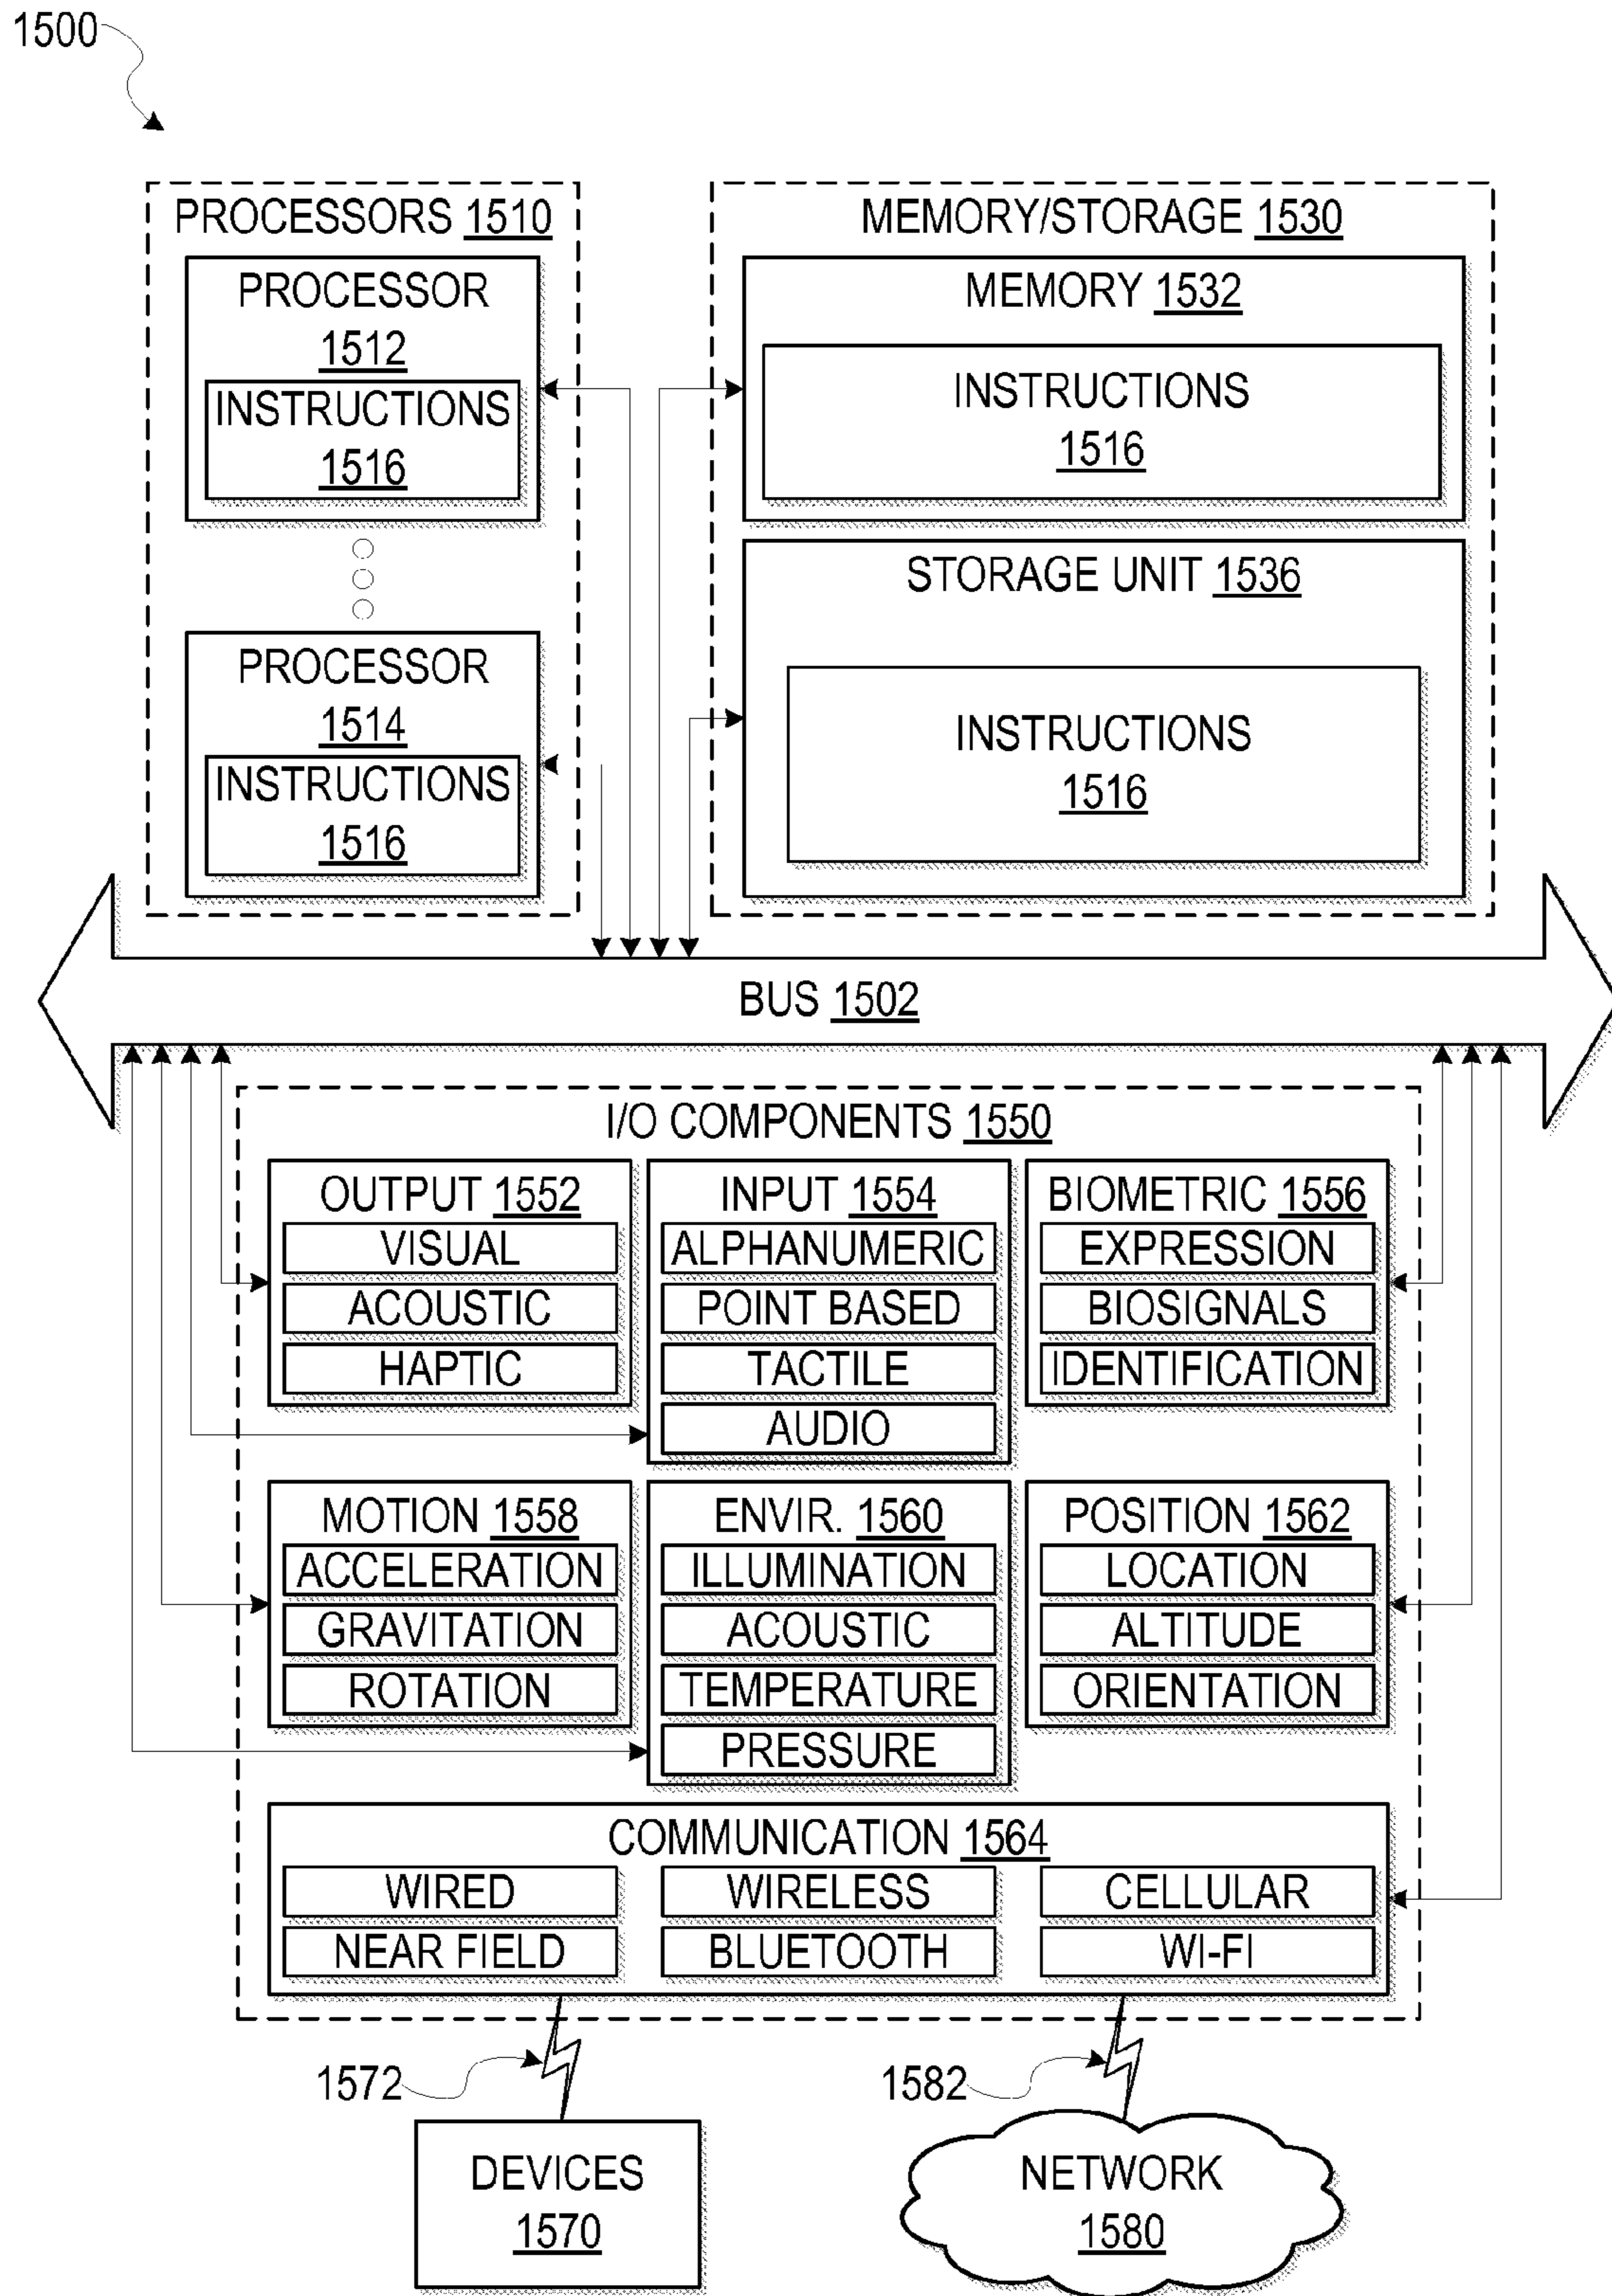 1500
PROCESSORS 1510
PROCESSOR
1512
INSTRUCTIONS
1516
PROCESSOR
1514
INSTRUCTIONS
1516
MEMORY/STORAGE 1530
MEMORY 1532
INSTRUCTIONS
1516
STORAGE UNIT 1536
INSTRUCTIONS
1516
BUS 1502
I/O COMPONENTS 1550
OUTPUT 1552
VISUAL
ACOUSTIC
HAPTIC
INPUT 1554
ALPHANUMERIC
POINT BASED
TACTILE
AUDIO
BIOMETRIC 1556
EXPRESSION
BIOSIGNALS
IDENTIFICATION
MOTION 1558
ACCELERATION
GRAVITATION
ROTATION
ENVIR. 1560
ILLUMINATION
ACOUSTIC
TEMPERATURE
PRESSURE
POSITION 1562
LOCATION
ALTITUDE
ORIENTATION
COMMUNICATION 1564
WIRED
WIRELESS
CELLULAR
NEAR FIELD
BLUETOOTH
WI-FI
1572
1582
DEVICES
1570
NETWORK
1580